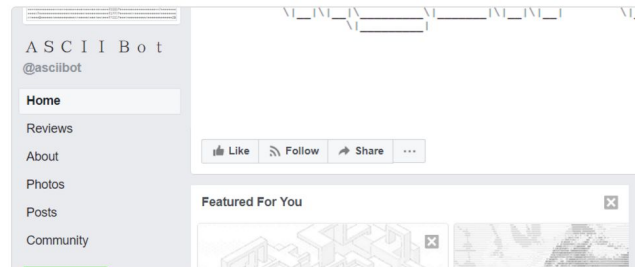 A S C I I B o t
@asciibot
Home
Reviews
About
Photos
Posts
Community
Like Follow Share ...
Featured For You